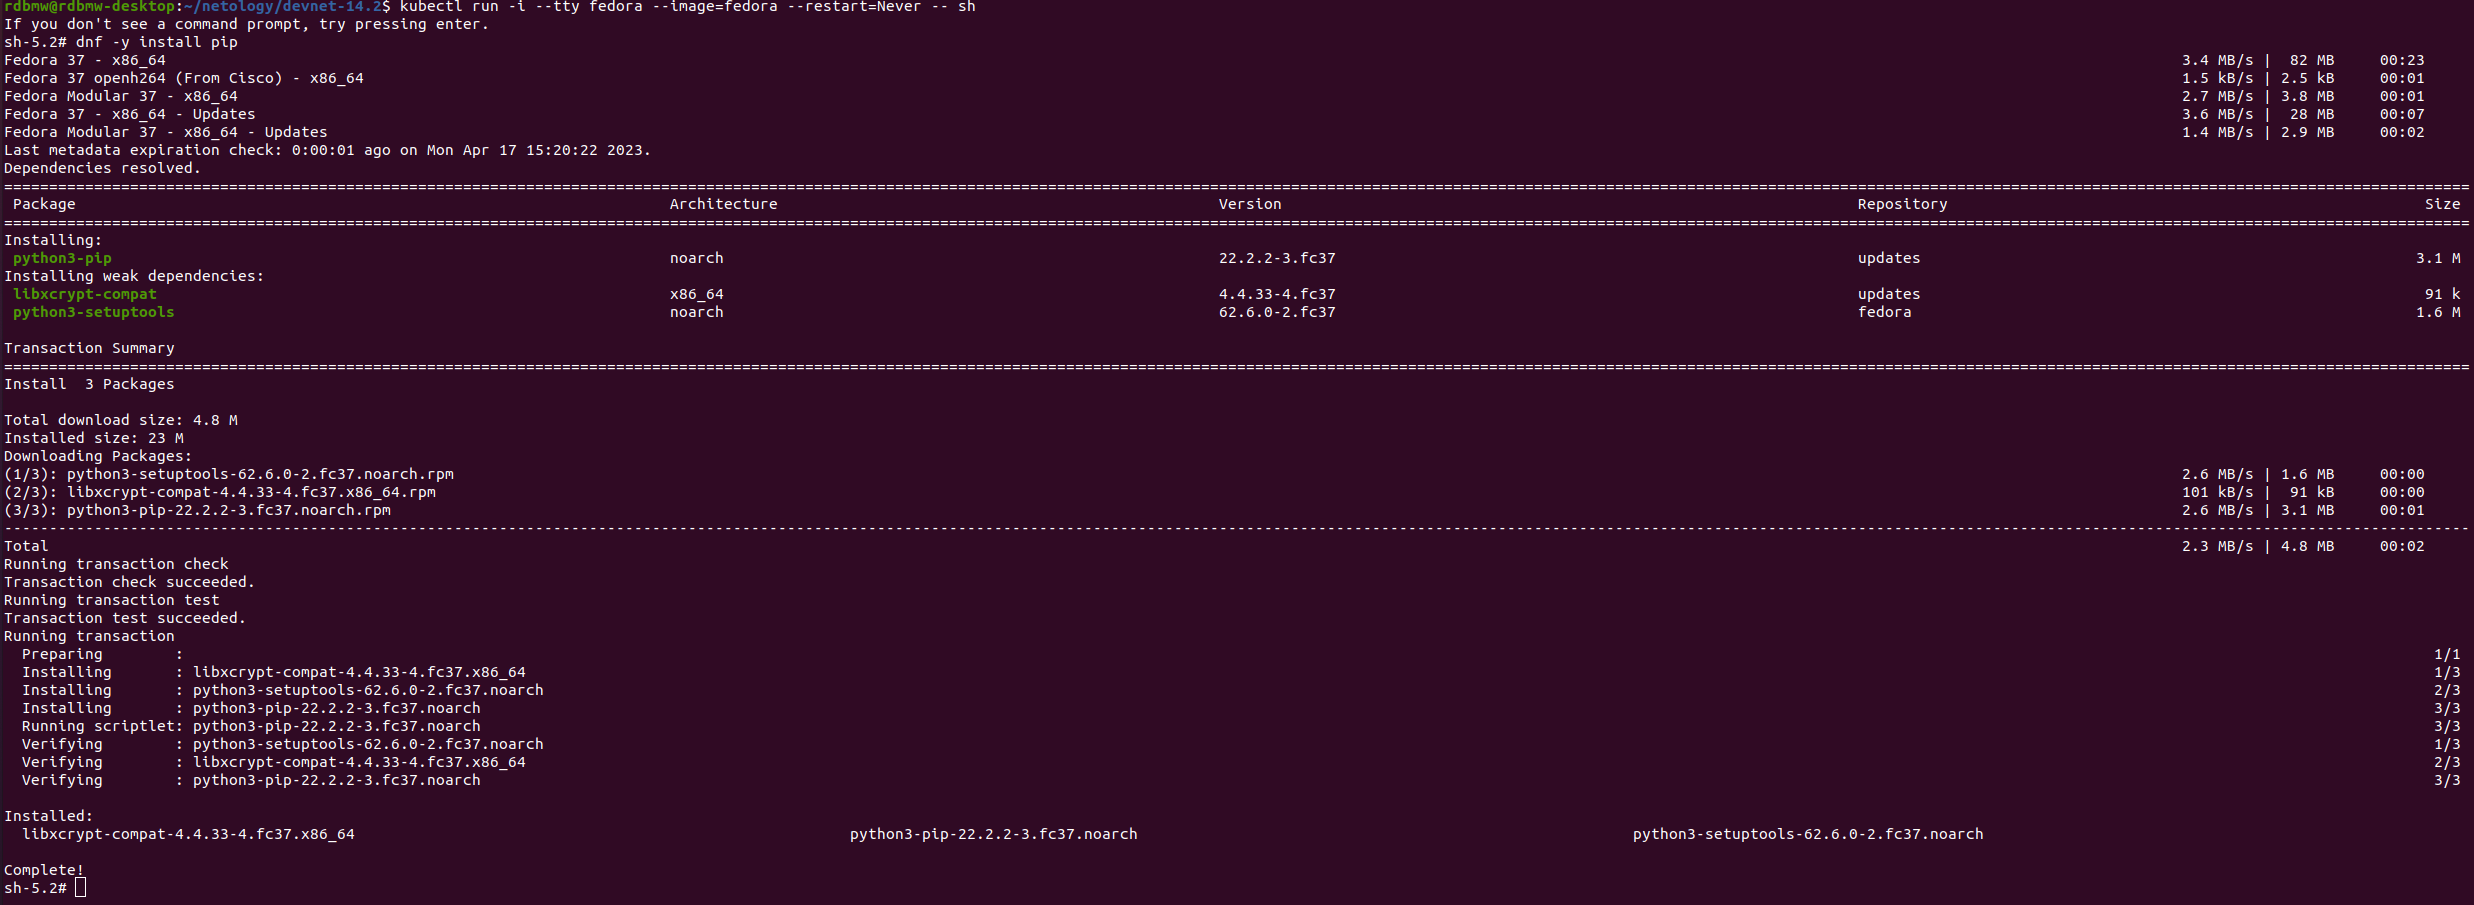 rdbmw@rdbmw-desktop:~/netology/devnet-14.2$ kubectl run -i --tty fedora --image=fedora --restart=Never -- sh
If you don't see a command prompt, try pressing enter.
sh-5.2# dnf -y install pip
Fedora 37 - x86_64 3.4 MB/s | 82 MB 00:23
Fedora 37 openh264 (From Cisco) - x86_64 1.5 kB/s | 2.5 kB 00:01
Fedora Modular 37 - x86_64 2.7 MB/s | 3.8 MB 00:01
Fedora 37 - x86_64 - Updates 3.6 MB/s | 28 MB 00:07
Fedora Modular 37 - x86_64 - Updates 1.4 MB/s | 2.9 MB 00:02
Last metadata expiration check: 0:00:01 ago on Mon Apr 17 15:20:22 2023.
Dependencies resolved.
Package Architecture Version Repository Size
Installing:
python3-pip noarch 22.2.2-3.fc37 updates 3.1 M
Installing weak dependencies:
libxcrypt-compat x86_64 4.4.33-4.fc37 updates 91 k
python3-setuptools noarch 62.6.0-2.fc37 fedora 1.6 M
Transaction Summary
Install 3 Packages
Total download size: 4.8 M
Installed size: 23 M
Downloading Packages:
(1/3): python3-setuptools-62.6.0-2.fc37.noarch.rpm 2.6 MB/s | 1.6 MB 00:00
(2/3): libxcrypt-compat-4.4.33-4.fc37.x86_64.rpm 101 kB/s | 91 kB 00:00
(3/3): python3-pip-22.2.2-3.fc37.noarch.rpm 2.6 MB/s | 3.1 MB 00:01
Total 2.3 MB/s | 4.8 MB 00:02
Running transaction check
Transaction check succeeded.
Running transaction test
Transaction test succeeded.
Running transaction
Preparing : 1/1
Installing : libxcrypt-compat-4.4.33-4.fc37.x86_64 1/3
Installing : python3-setuptools-62.6.0-2.fc37.noarch 2/3
Installing : python3-pip-22.2.2-3.fc37.noarch 3/3
Running scriptlet: python3-pip-22.2.2-3.fc37.noarch 3/3
Verifying : python3-setuptools-62.6.0-2.fc37.noarch 1/3
Verifying : libxcrypt-compat-4.4.33-4.fc37.x86_64 2/3
Verifying : python3-pip-22.2.2-3.fc37.noarch 3/3
Installed:
libxcrypt-compat-4.4.33-4.fc37.x86_64 python3-pip-22.2.2-3.fc37.noarch python3-setuptools-62.6.0-2.fc37.noarch
Complete!
sh-5.2#